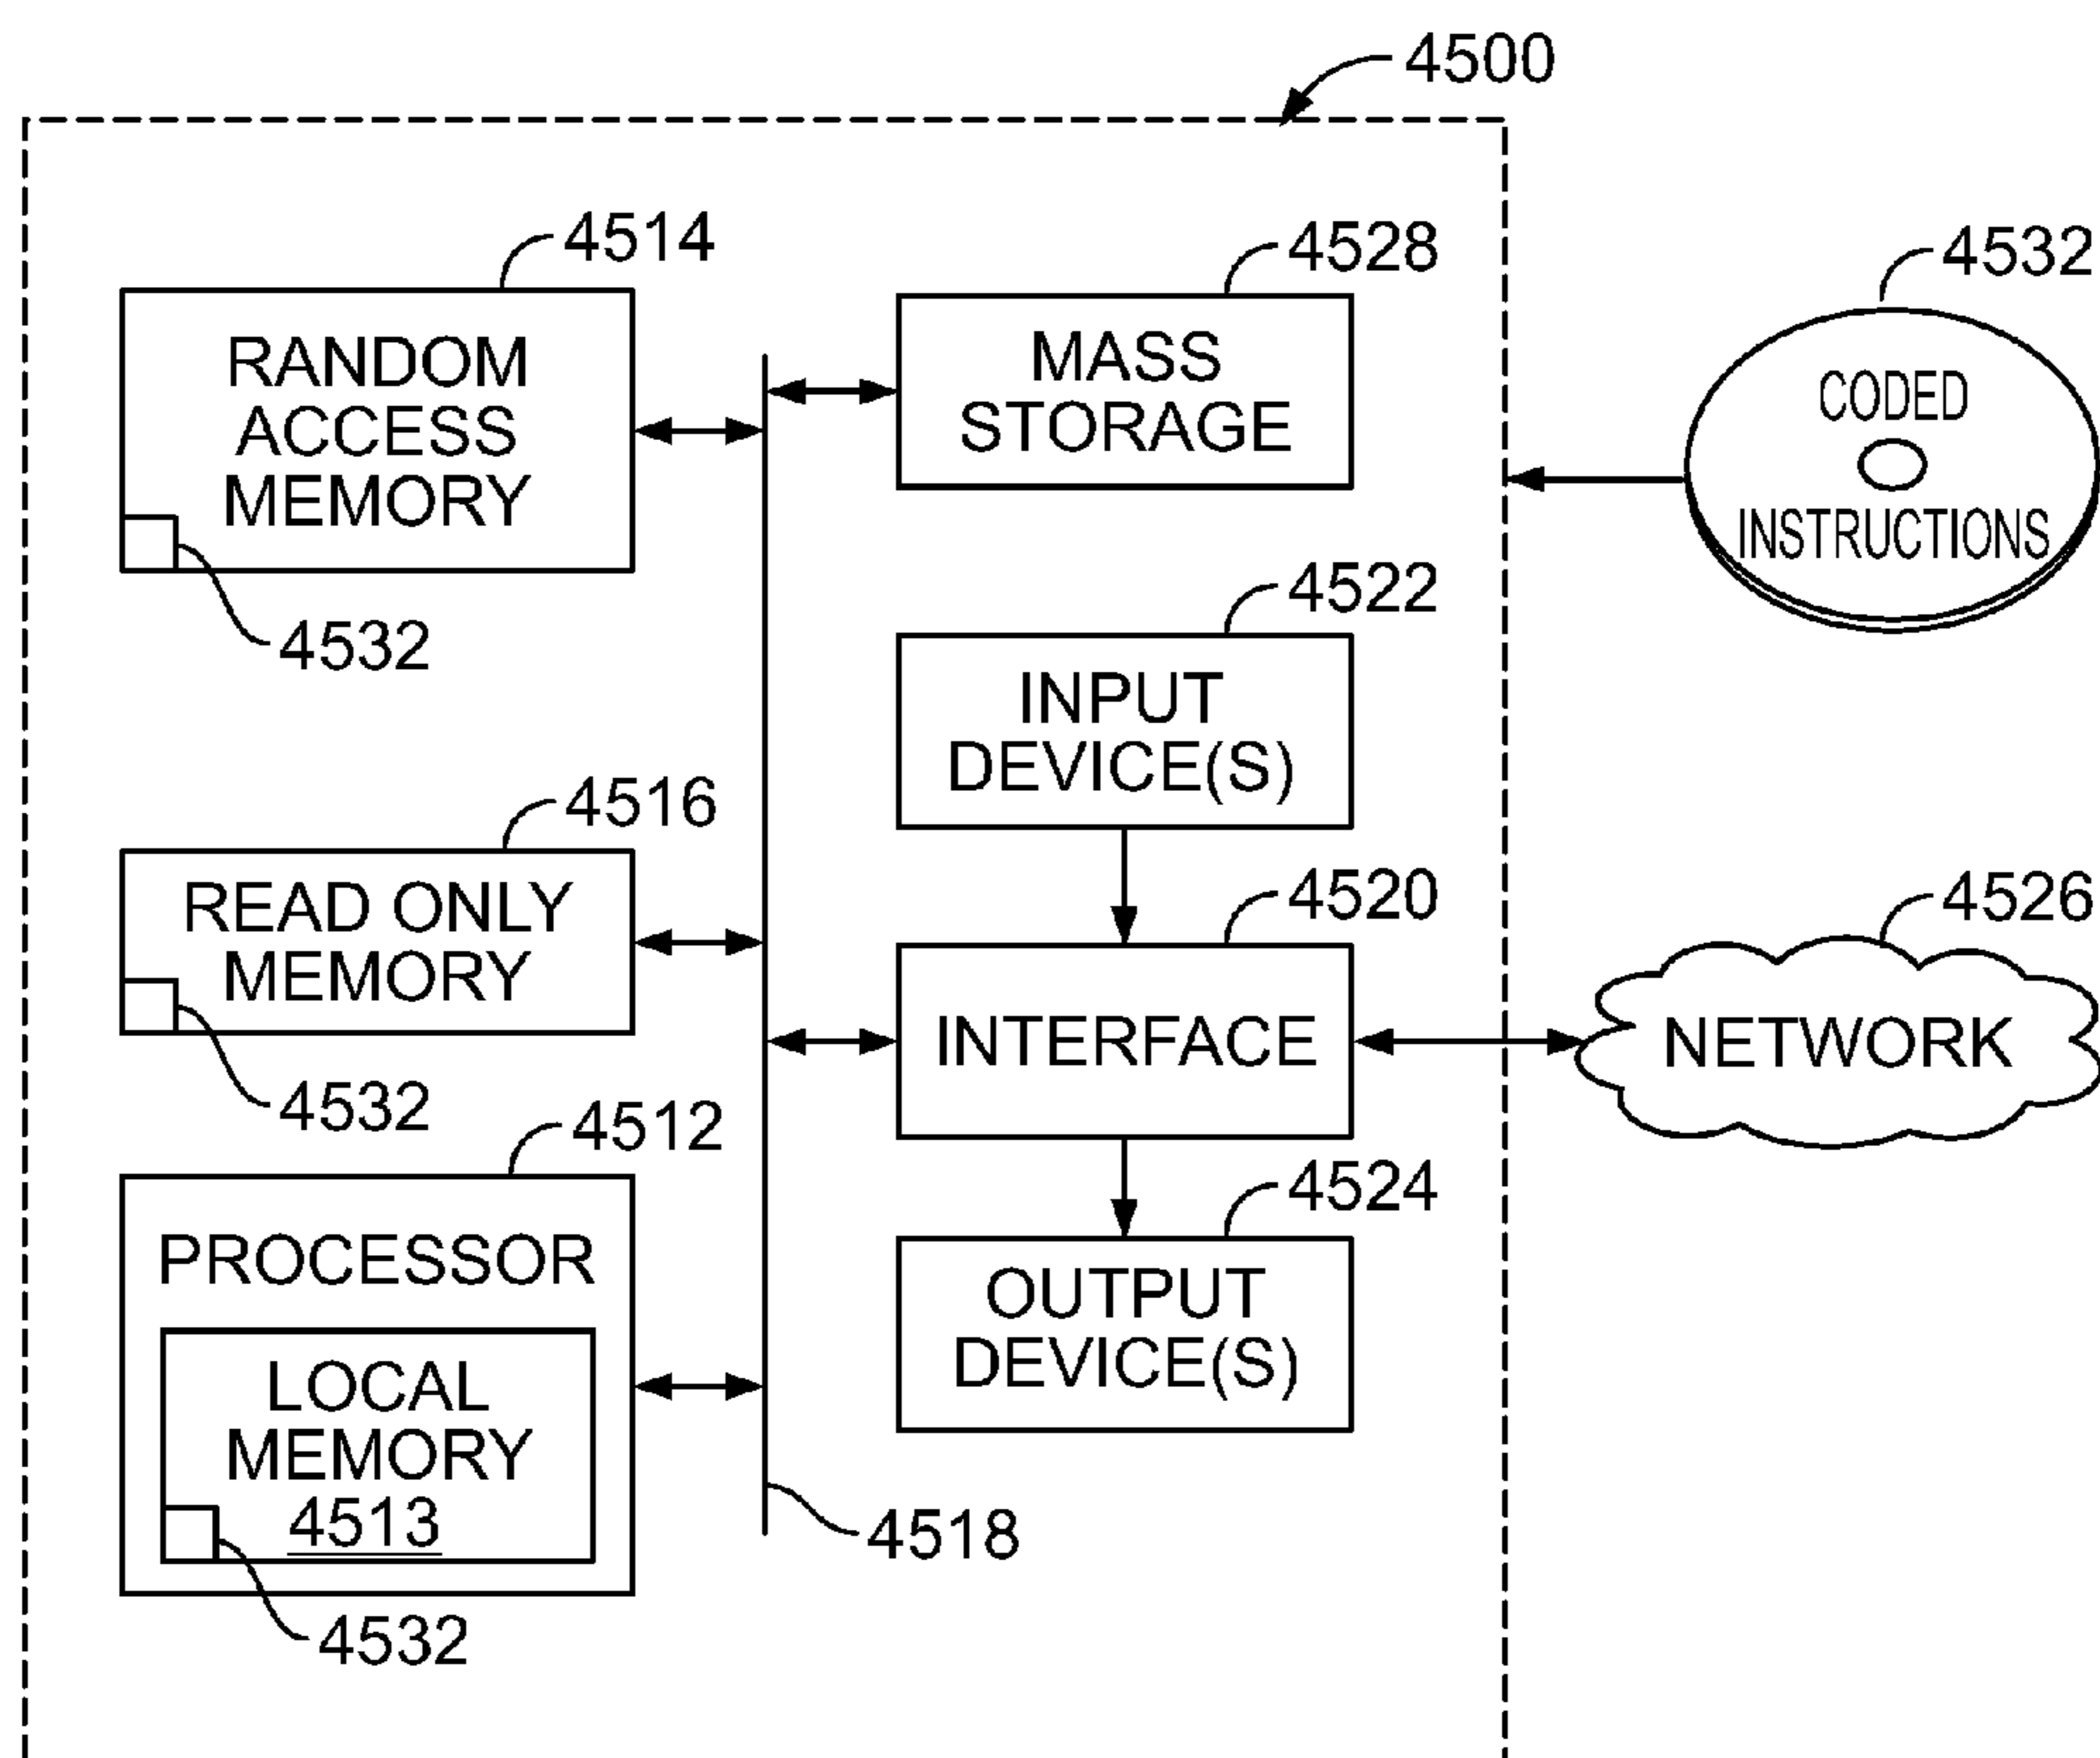 4500
4514
RANDOM
ACCESS
MEMORY
4532
4528
MASS
STORAGE
4532
CODED
INSTRUCTIONS
4522
INPUT
DEVICE(S)
4516
READ ONLY
MEMORY
4532
4520
INTERFACE
4526
NETWORK
4512
PROCESSOR
LOCAL
MEMORY
4513
4532
4524
OUTPUT
DEVICE(S)
4518